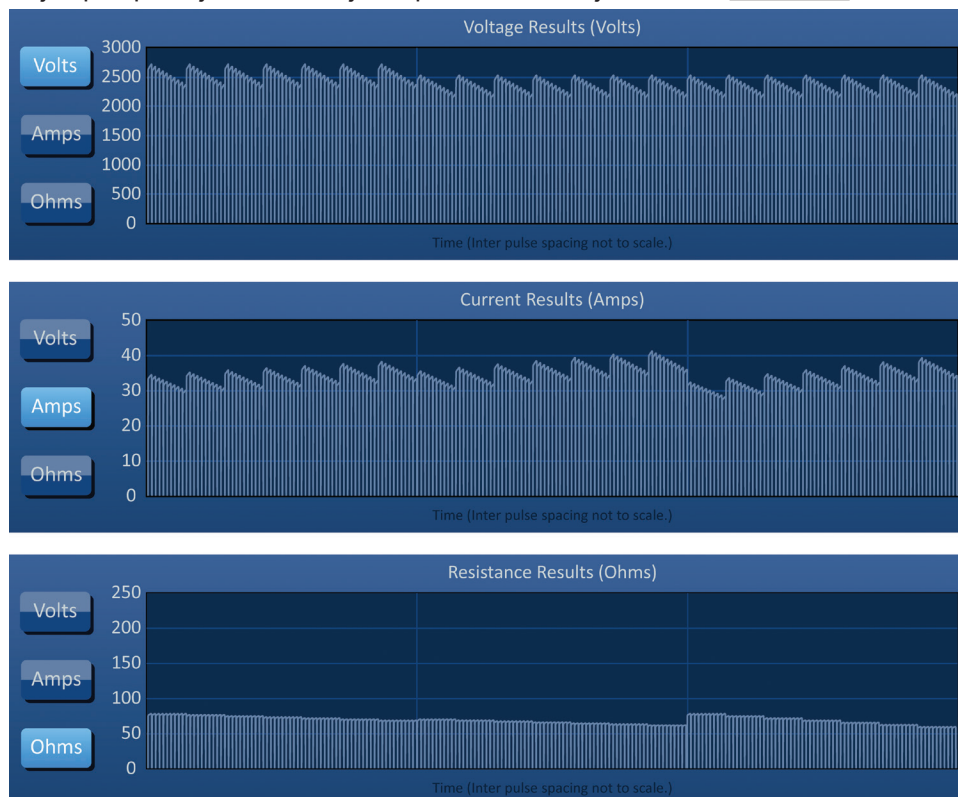 Voltage Results (Volts)
Volts
Amps
Ohms
3000
2500
2000
1500
1000
500
0
Time (Inter pulse spacing not to scale.)
Current Results (Amps)
Volts
Amps
Ohms
50
40
30
20
10
0
Time (Inter pulse spacing not to scale.)
Resistance Results (Ohms)
Volts
Amps
Ohms
250
200
150
100
50
0
Time (Inter pulse spacing not to scale.)